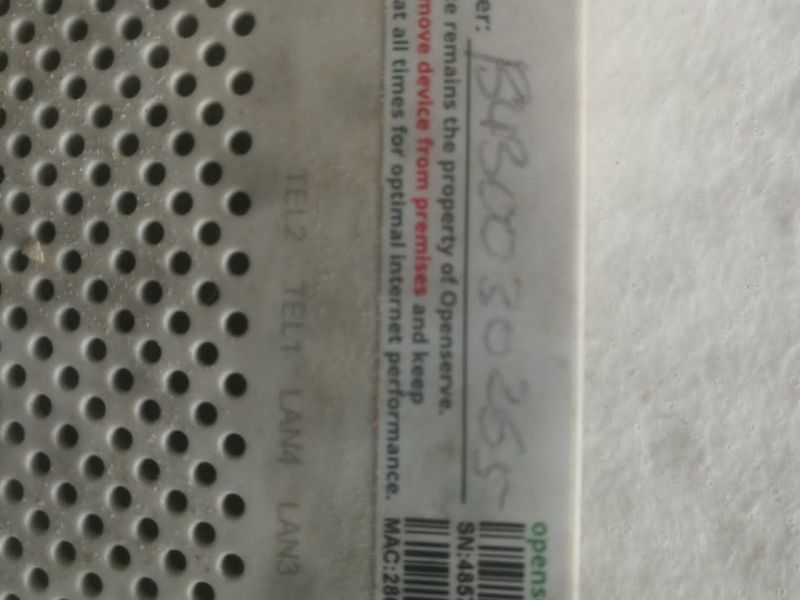 opens
er: B4B0030265
SN:485
e remains the property of Openserve.
move device from premises and keep
at all times for optimal internet performance.
MAC:28
TEL2 TEL1 LAN4 LAN3